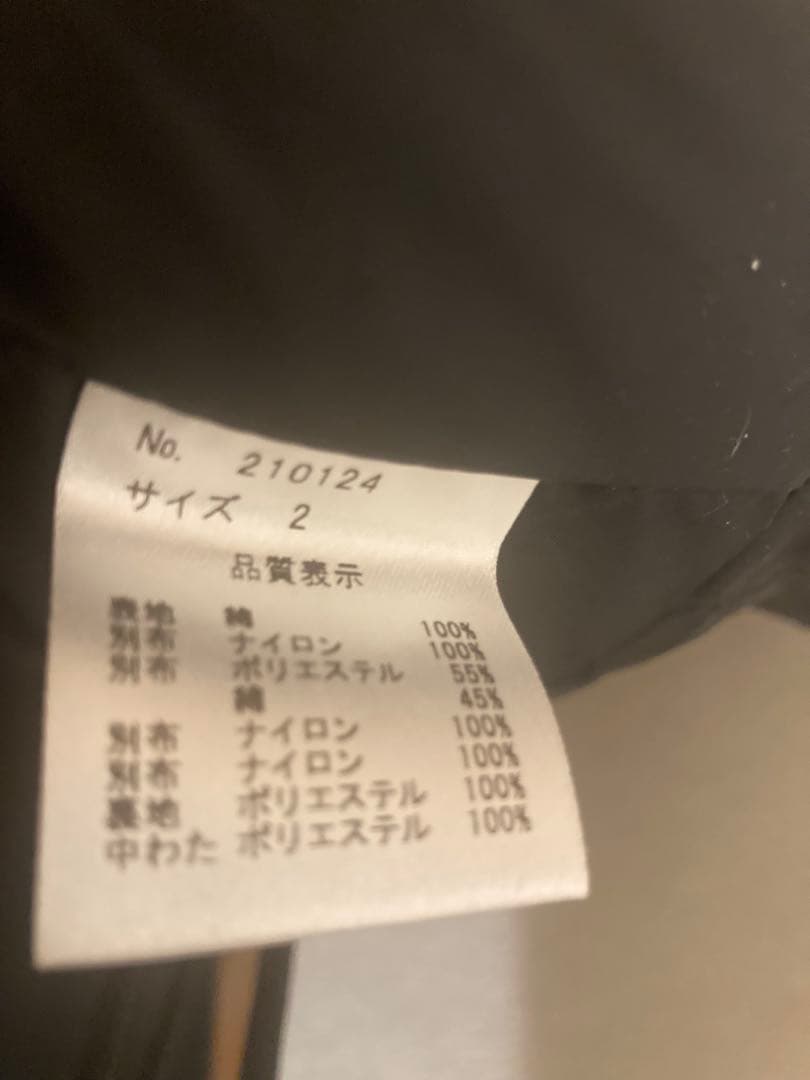 No. 210124
サイズ 2
品質表示
表地 綿 100%
別布 ナイロン 100%
別布 ポリエステル 55%
綿 45%
別布 ナイロン 100%
別布 ナイロン 100%
裏地 ポリエステル 100%
中わた ポリエステル 100%